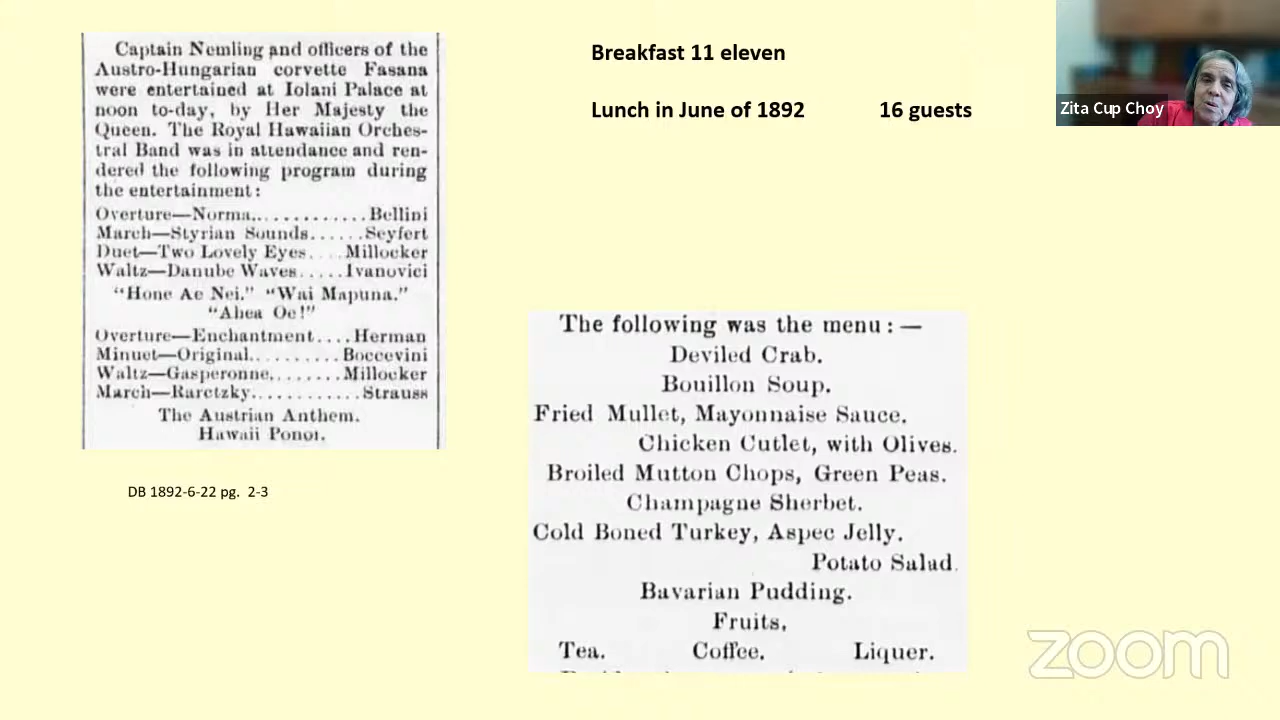 Captain Nemling and officers of the
Austro-Hungarian corvette Fasana
were entertained at Iolani Palace at
noon to-day, by Her Majesty the
Queen. The Royal Hawaiian Orches-
tral Band was in attendance and ren-
dered the following program during
the entertainment:
Overture—Norma............Bellini
March—Styrian Sounds......Seyfert
Duet—Two Lovely Eyes....Millocker
Waltz—Danube Waves.....Ivanovici
“Hone Ae Nei.” “Wai Mapuna.”
“Ahea Oe!”
Overture—Enchantment....Herman
Minuet—Original.........Boccevini
Waltz—Gasperonne........Millocker
March—Raretzky...........Strauss
The Austrian Anthem.
Hawaii Ponoi.
DB 1892-6-22 pg. 2-3
Breakfast 11 eleven
Lunch in June of 1892 16 guests
The following was the menu:—
Deviled Crab.
Bouillon Soup.
Fried Mullet, Mayonnaise Sauce.
Chicken Cutlet, with Olives.
Broiled Mutton Chops, Green Peas.
Champagne Sherbet.
Cold Boned Turkey, Aspec Jelly.
Potato Salad.
Bavarian Pudding.
Fruits,
Tea. Coffee. Liquer.
Zita Cup Choy
zoom